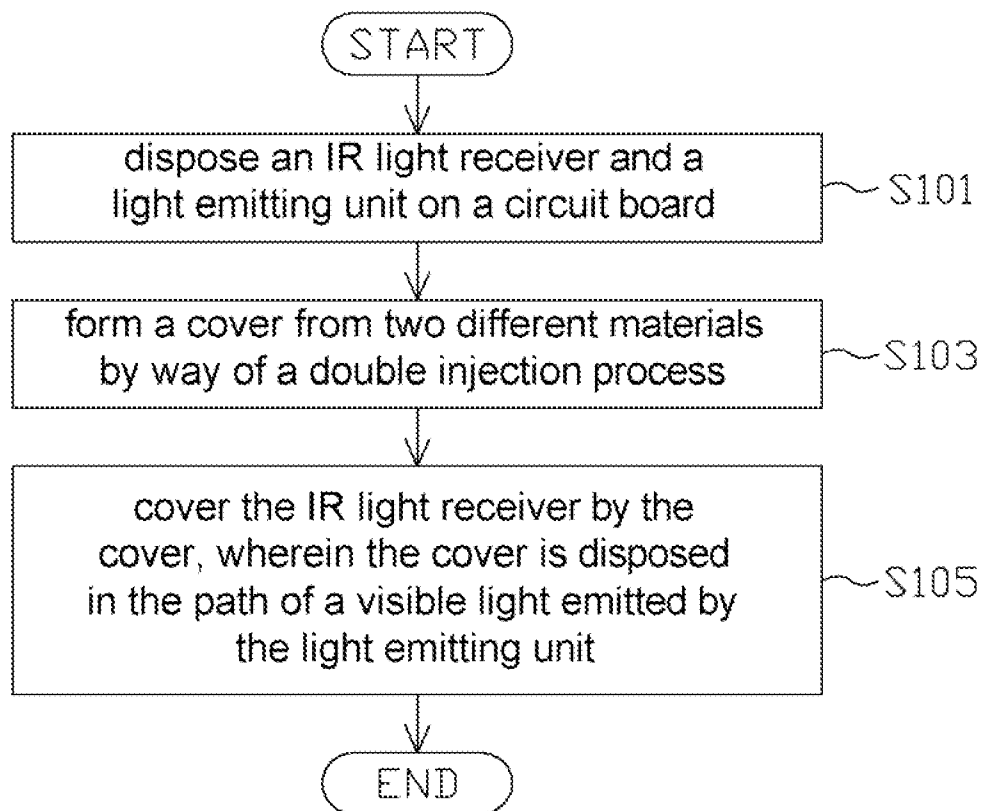 START
dispose an IR light receiver and a
light emitting unit on a circuit board
S101
form a cover from two different materials
by way of a double injection process
S103
cover the IR light receiver by the
cover, wherein the cover is disposed
in the path of a visible light emitted by
the light emitting unit
S105
END